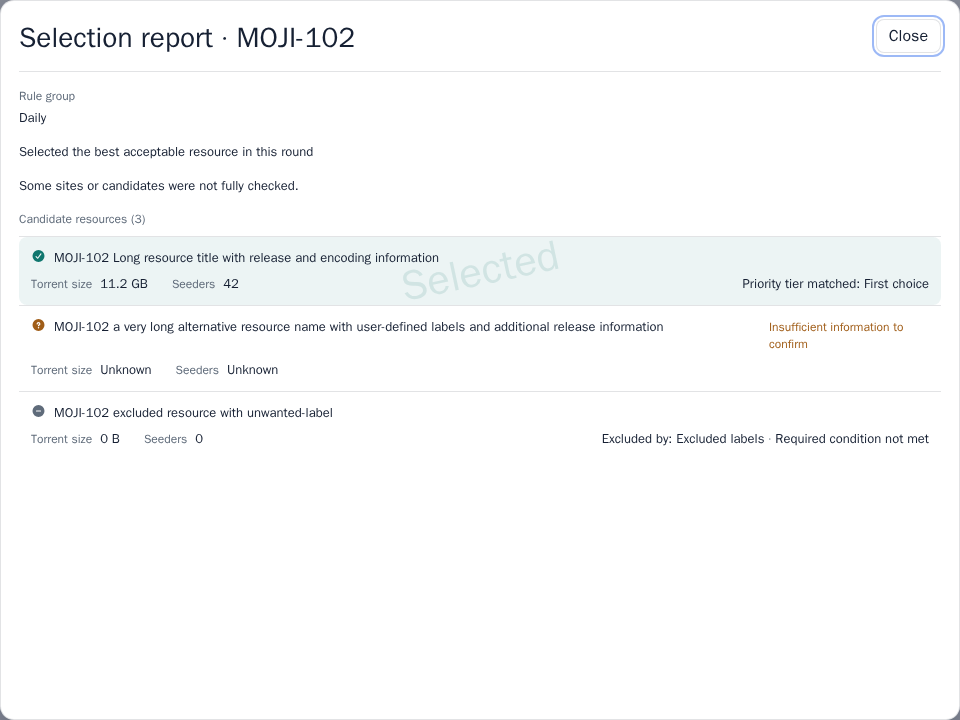 Selection report · MOJI-102
Close
Rule group
Daily
Selected the best acceptable resource in this round
Some sites or candidates were not fully checked.
Candidate resources (3)
MOJI-102 Long resource title with release and encoding information
Selected
Torrent size 11.2 GB Seeders 42 Priority tier matched: First choice
MOJI-102 a very long alternative resource name with user-defined labels and additional release information
Insufficient information to
confirm
Torrent size Unknown Seeders Unknown
MOJI-102 excluded resource with unwanted-label
Torrent size 0 B Seeders 0 Excluded by: Excluded labels · Required condition not met